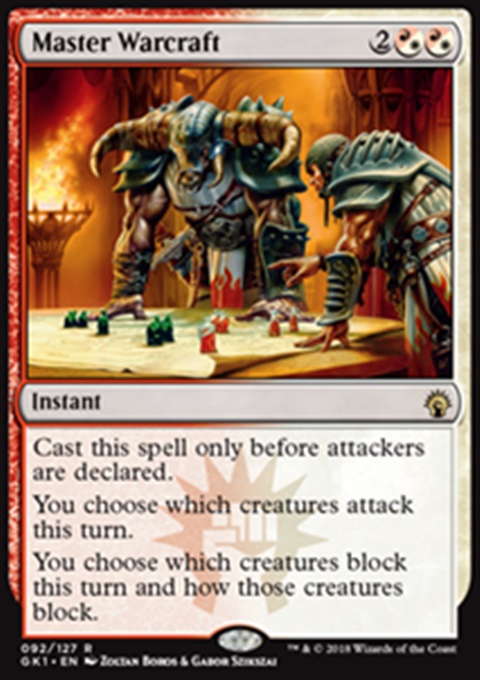 Master Warcraft 2
Instant
Cast this spell only before attackers
are declared.
You choose which creatures attack
this turn.
You choose which creatures block
this turn and how those creatures
block.
092/127 R
GK1 • EN Zoltan Boros & Gabor Szikszai
™ & © 2018 Wizards of the Coast